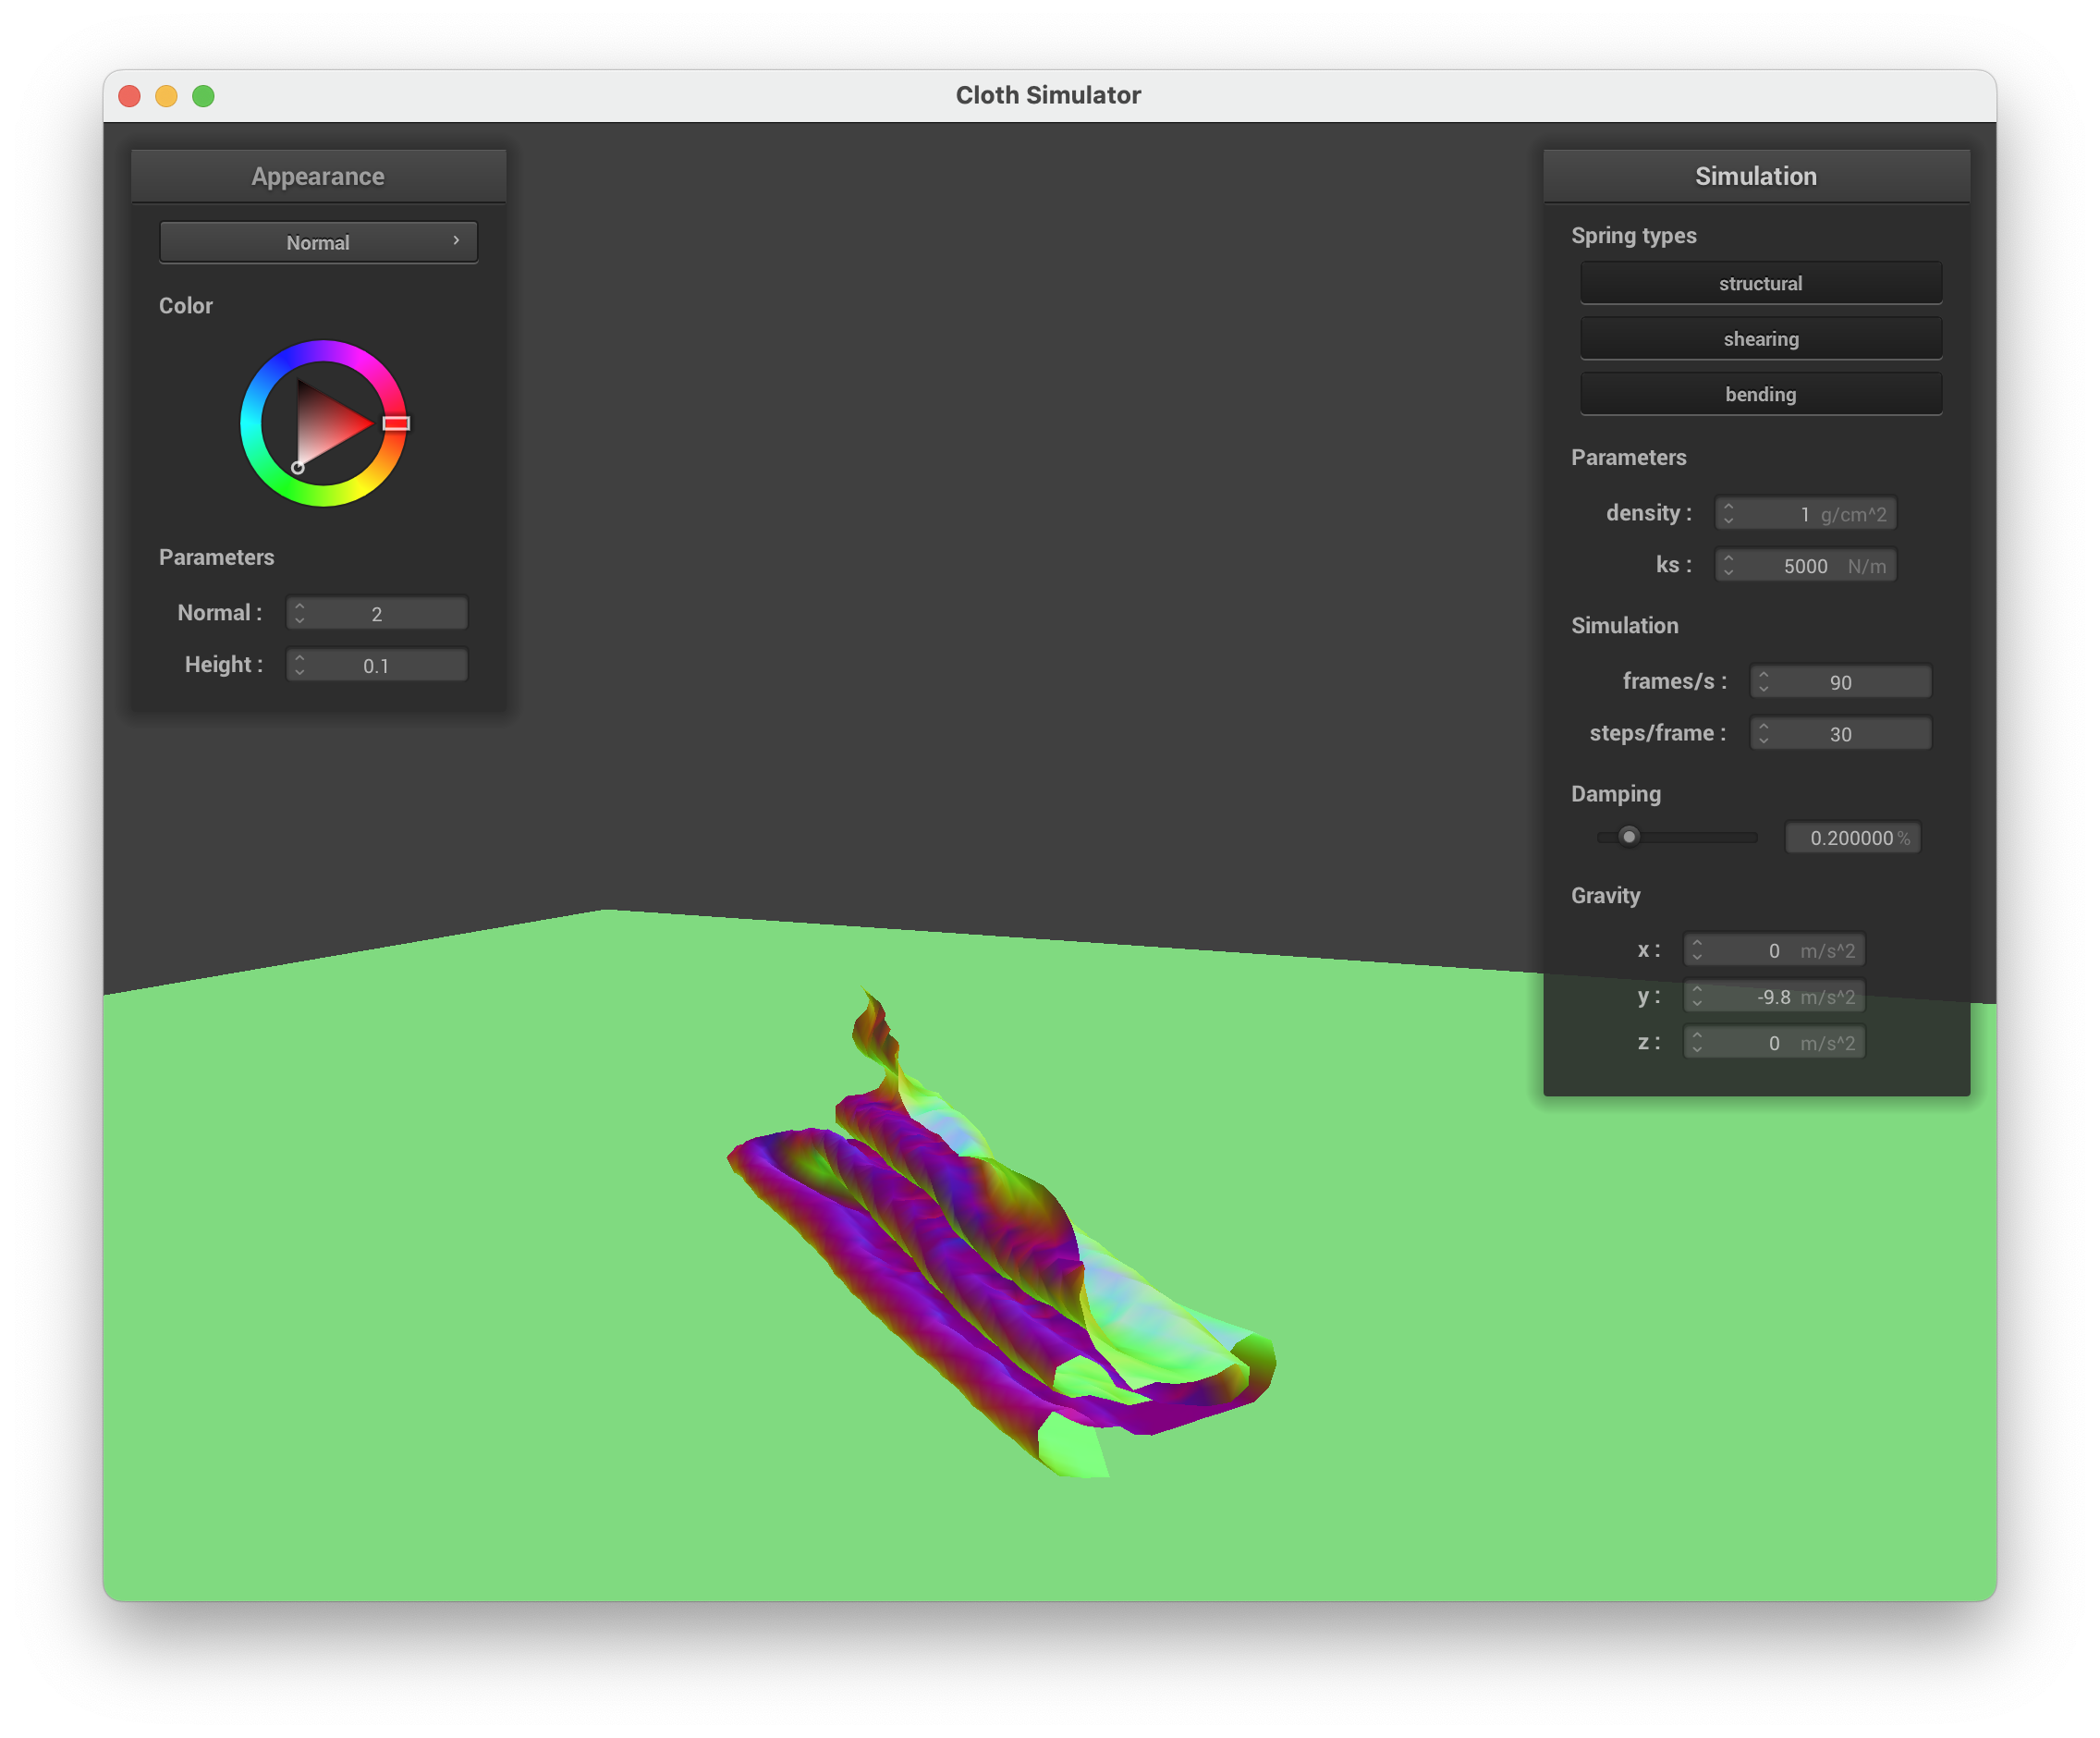 Cloth Simulator
Appearance
Normal
Color
Parameters
Normal : 2
Height : 0.1
Simulation
Spring types
structural
shearing
bending
Parameters
density : 1 g/cm^2
ks : 5000 N/m
Simulation
frames/s : 90
steps/frame : 30
Damping
0.200000 %
Gravity
x : 0 m/s^2
y : -9.8 m/s^2
z : 0 m/s^2